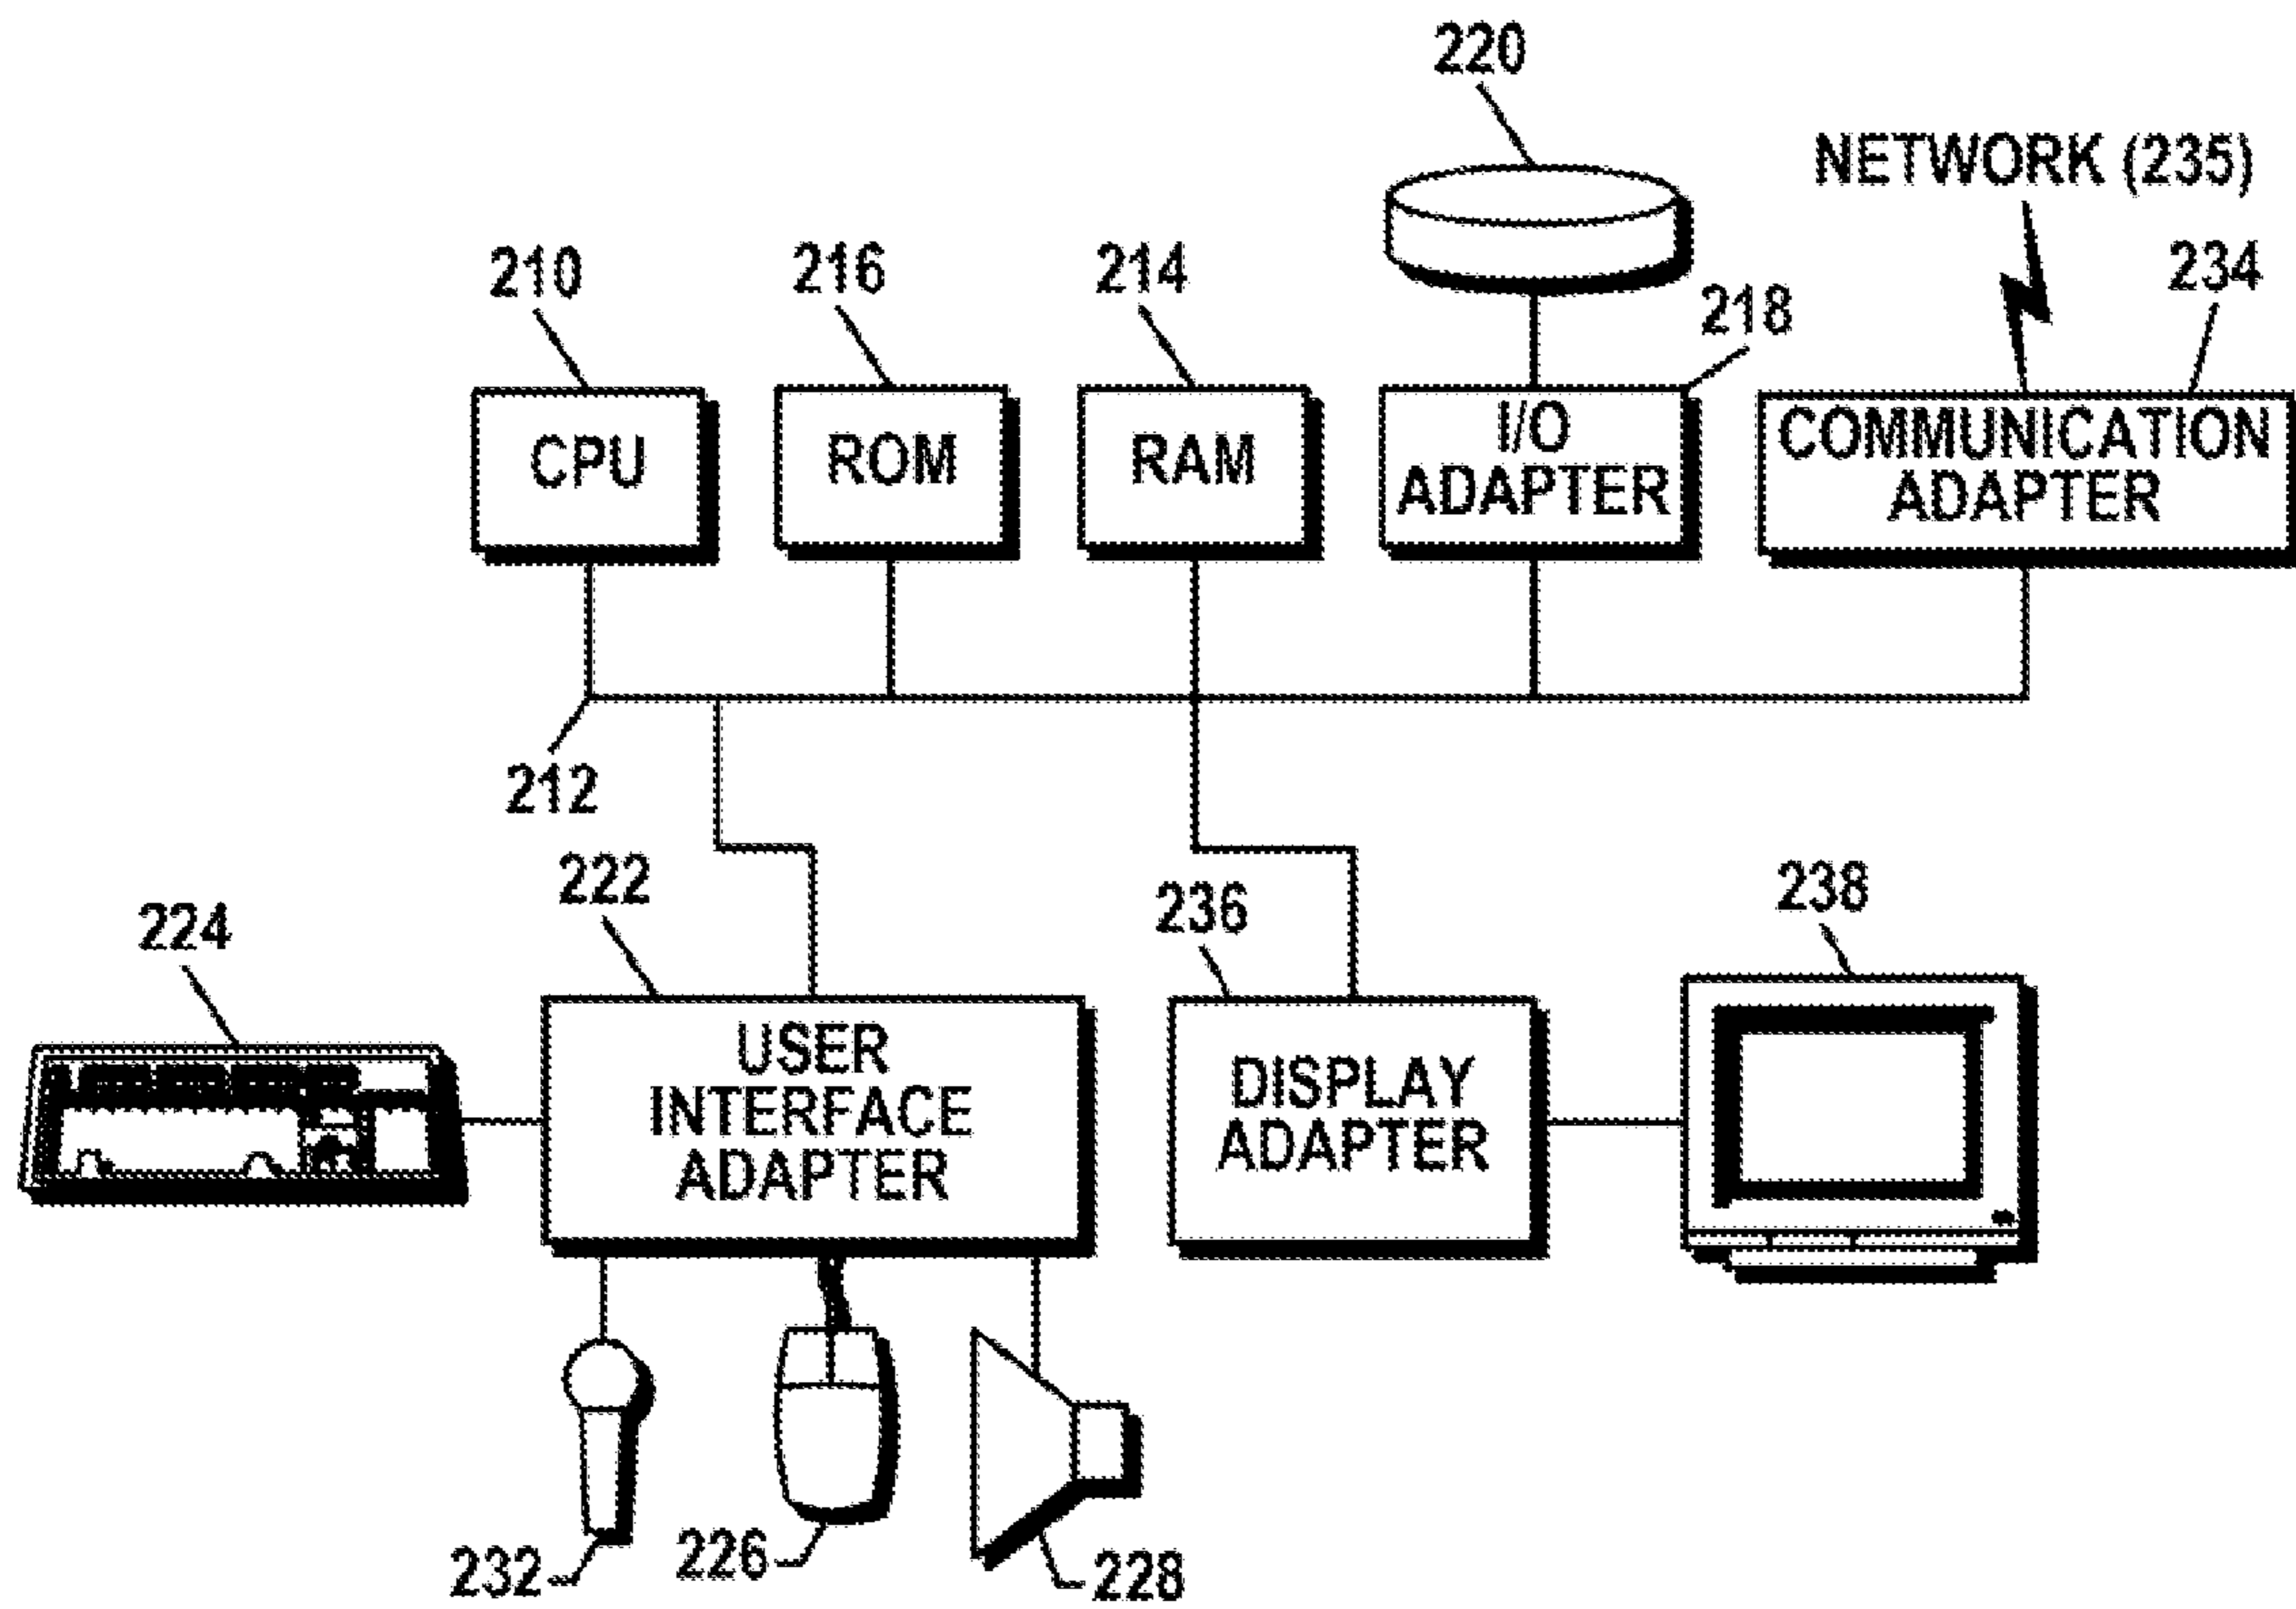 220
NETWORK (235)
210
216
214
218
234
CPU
ROM
RAM
I/O
ADAPTER
COMMUNICATION
ADAPTER
212
222
236
238
224
USER
INTERFACE
ADAPTER
DISPLAY
ADAPTER
232
226
228